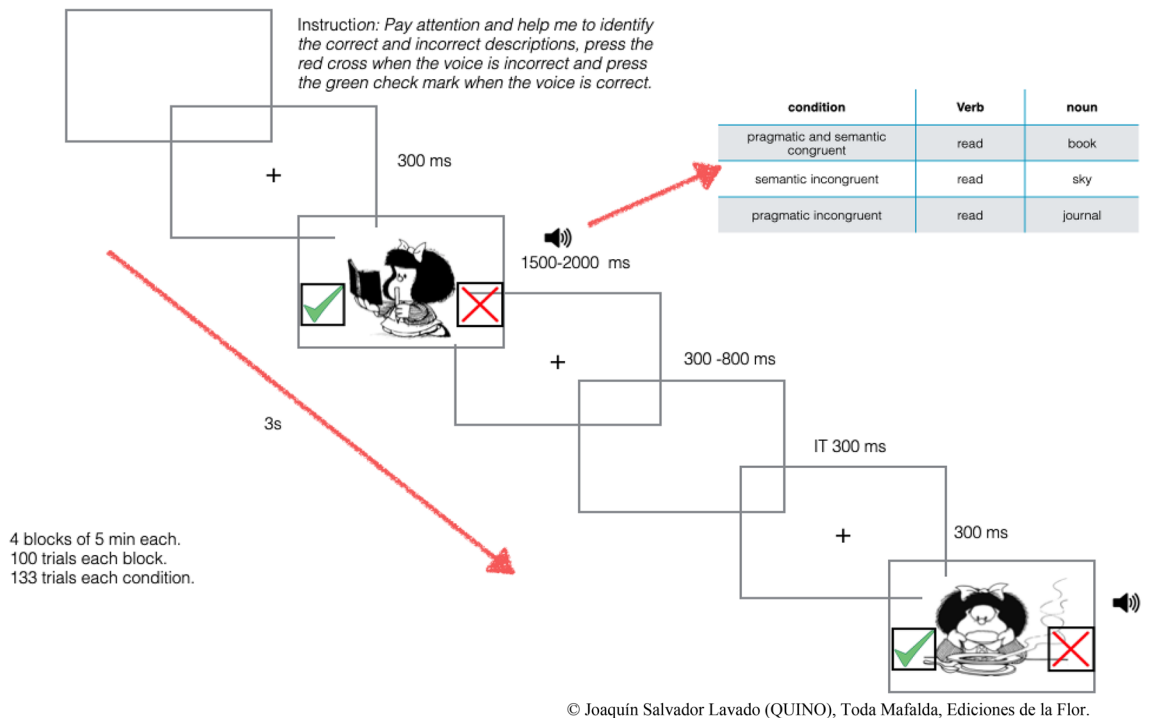 Instruction: Pay attention and help me to identify
the correct and incorrect descriptions, press the
red cross when the voice is incorrect and press
the green check mark when the voice is correct.
condition Verb noun
pragmatic and semantic
congruent read book
semantic incongruent read sky
pragmatic incongruent read journal
+
300 ms
1500-2000 ms
+
300 -800 ms
3s
IT 300 ms
+
300 ms
4 blocks of 5 min each.
100 trials each block.
133 trials each condition.
© Joaquín Salvador Lavado (QUINO), Toda Mafalda, Ediciones de la Flor.